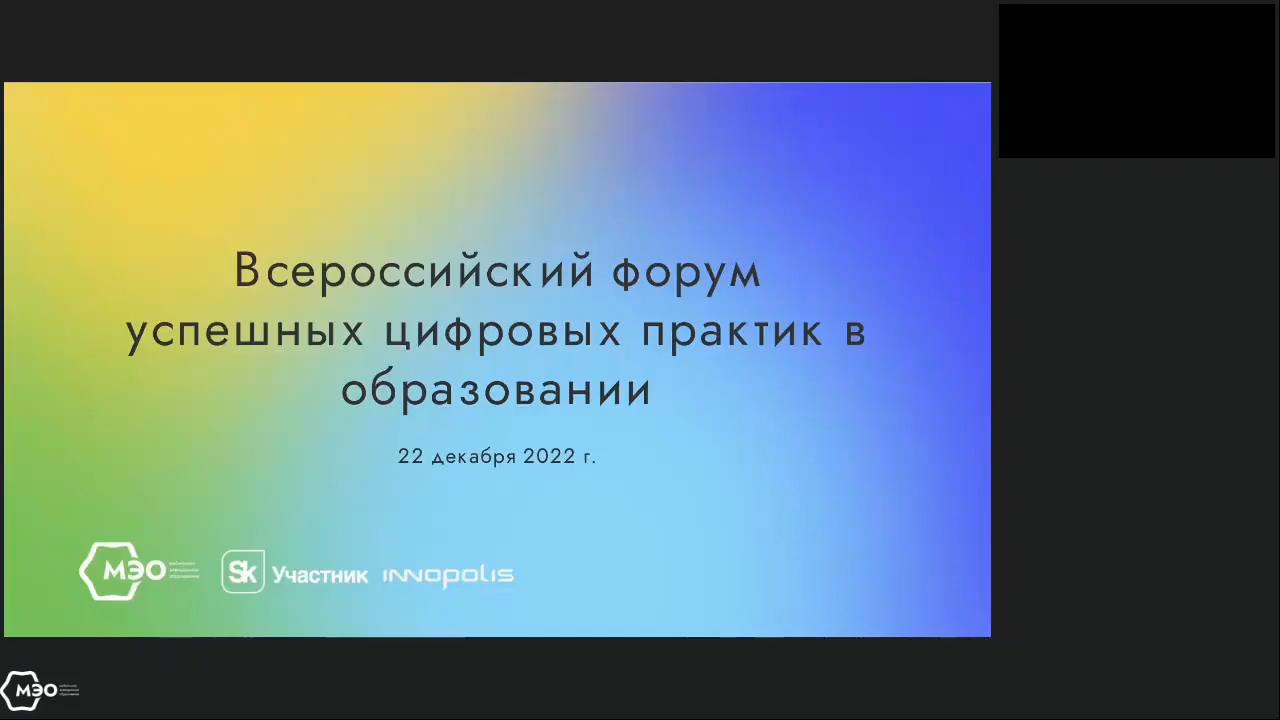 Всероссийский форум
успешных цифровых практик в
образовании
22 декабря 2022 г.
МЭО
Sk Участник
innopolis
МЭО